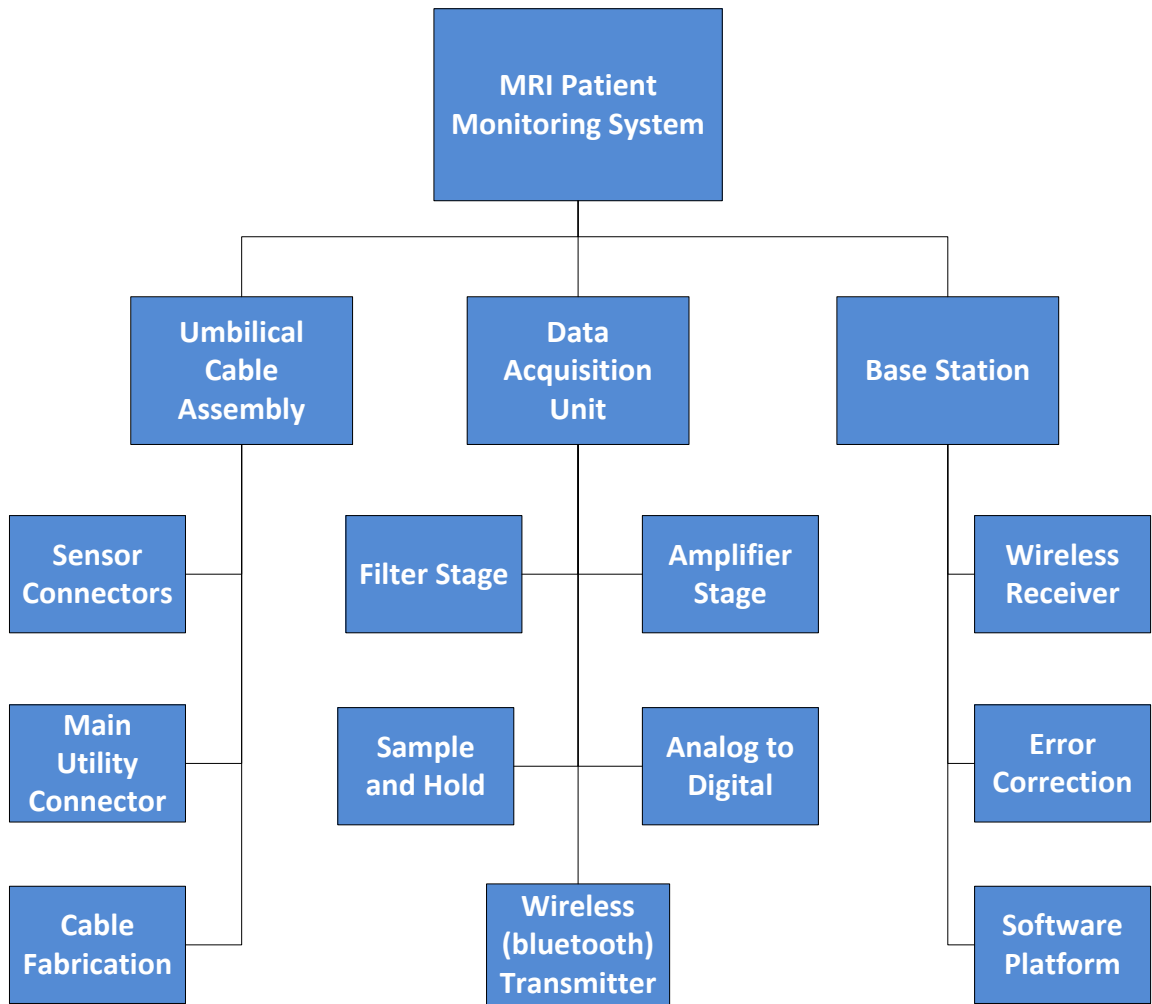 MRI Patient
Monitoring System
Umbilical
Cable
Assembly
Data
Acquisition
Unit
Base Station
Sensor
Connectors
Filter Stage
Amplifier
Stage
Wireless
Receiver
Main
Utility
Connector
Sample
and Hold
Analog to
Digital
Error
Correction
Cable
Fabrication
Wireless
(bluetooth)
Transmitter
Software
Platform